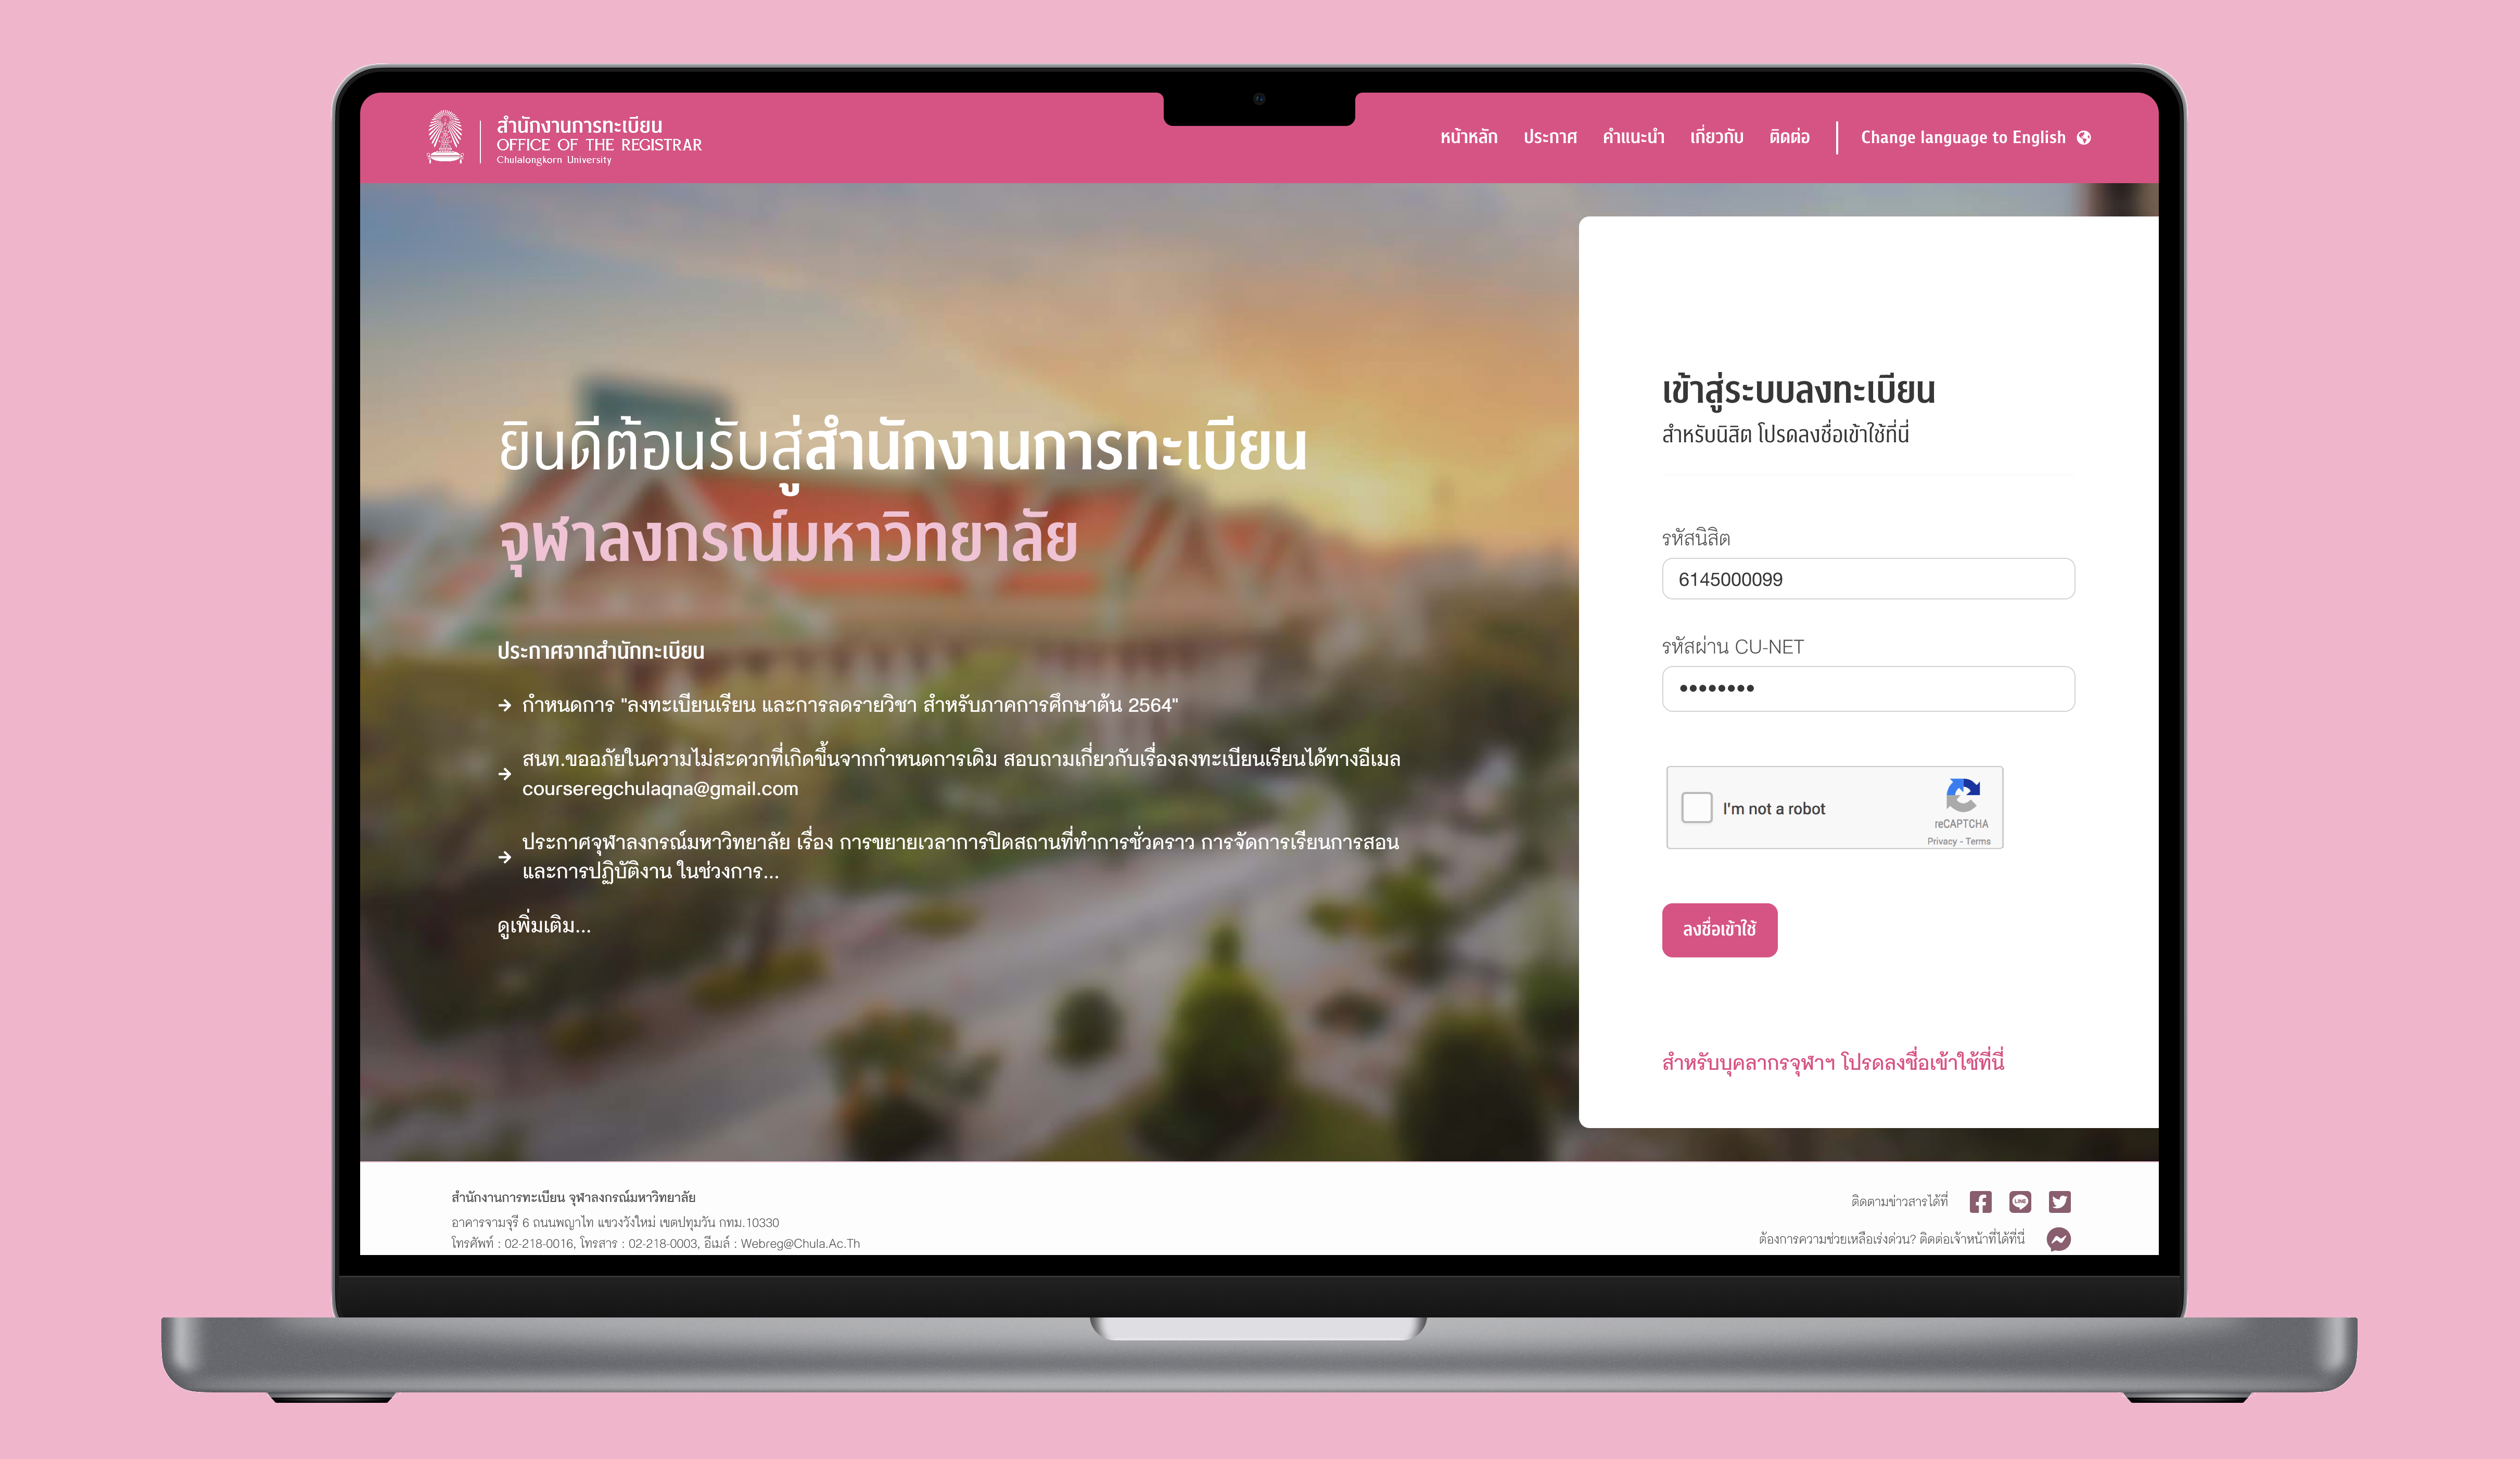 สำนักงานการทะเบียน
OFFICE OF THE REGISTRAR
Chulalongkorn University
หน้าหลัก ประกาศ คำแนะนำ เกี่ยวกับ ติดต่อ Change language to English
ยินดีต้อนรับสู่สำนักงานการทะเบียน
จุฬาลงกรณ์มหาวิทยาลัย
ประกาศจากสำนักทะเบียน
กำหนดการ "ลงทะเบียนเรียน และการลดรายวิชา สำหรับภาคการศึกษาต้น 2564"
สนท.ขออภัยในความไม่สะดวกที่เกิดขึ้นจากกำหนดการเดิม สอบถามเกี่ยวกับเรื่องลงทะเบียนเรียนได้ทางอีเมล
courseregchulaqna@gmail.com
ประกาศจุฬาลงกรณ์มหาวิทยาลัย เรื่อง การขยายเวลาการปิดสถานที่ทำการชั่วคราว การจัดการเรียนการสอน
และการปฏิบัติงาน ในช่วงการ...
ดูเพิ่มเติม...
เข้าสู่ระบบลงทะเบียน
สำหรับนิสิต โปรดลงชื่อเข้าใช้ที่นี่
รหัสนิสิต
6145000099
รหัสผ่าน CU-NET
••••••••
I'm not a robot
reCAPTCHA
Privacy - Terms
ลงชื่อเข้าใช้
สำหรับบุคลากรจุฬาฯ โปรดลงชื่อเข้าใช้ที่นี่
สำนักงานการทะเบียน จุฬาลงกรณ์มหาวิทยาลัย
อาคารจามจุรี 6 ถนนพญาไท แขวงวังใหม่ เขตปทุมวัน กทม.10330
โทรศัพท์ : 02-218-0016, โทรสาร : 02-218-0003, อีเมล์ : Webreg@Chula.Ac.Th
ติดตามข่าวสารได้ที่
LINE
ต้องการความช่วยเหลือเร่งด่วน? ติดต่อเจ้าหน้าที่ได้ที่นี่